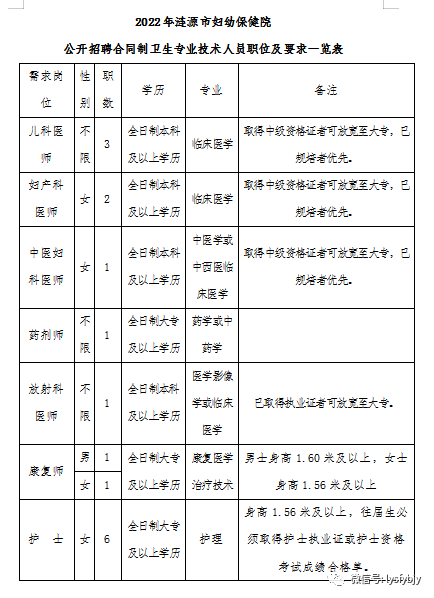 2022年涟源市妇幼保健院
公开招聘合同制卫生专业技术人员职位及要求一览表
需求岗位 性别 职数 学历 专业 备注
儿科医师 不限 3 全日制本科及以上学历 临床医学 取得中级资格证者可放宽至大专，已规培者优先。
妇产科医师 女 2 全日制本科及以上学历 临床医学 取得中级资格证者可放宽至大专，已规培者优先。
中医妇科医师 女 1 全日制本科及以上学历 中医学或中西医临床医学 取得中级资格证者可放宽至大专，已规培者优先。
药剂师 不限 1 全日制大专及以上学历 药学或中药学
放射科医师 不限 1 全日制本科及以上学历 医学影像学或临床医学 已取得执业证者可放宽至大专。
康复师 男 1 全日制大专及以上学历 康复医学治疗技术 男士身高1.60米及以上，女士身高1.56米及以上
女 1
护 士 女 6 全日制大专及以上学历 护理 身高1.56米及以上，往届生必须取得护士执业证或护士资格考试成绩合格单。
微信号: lysfybjy